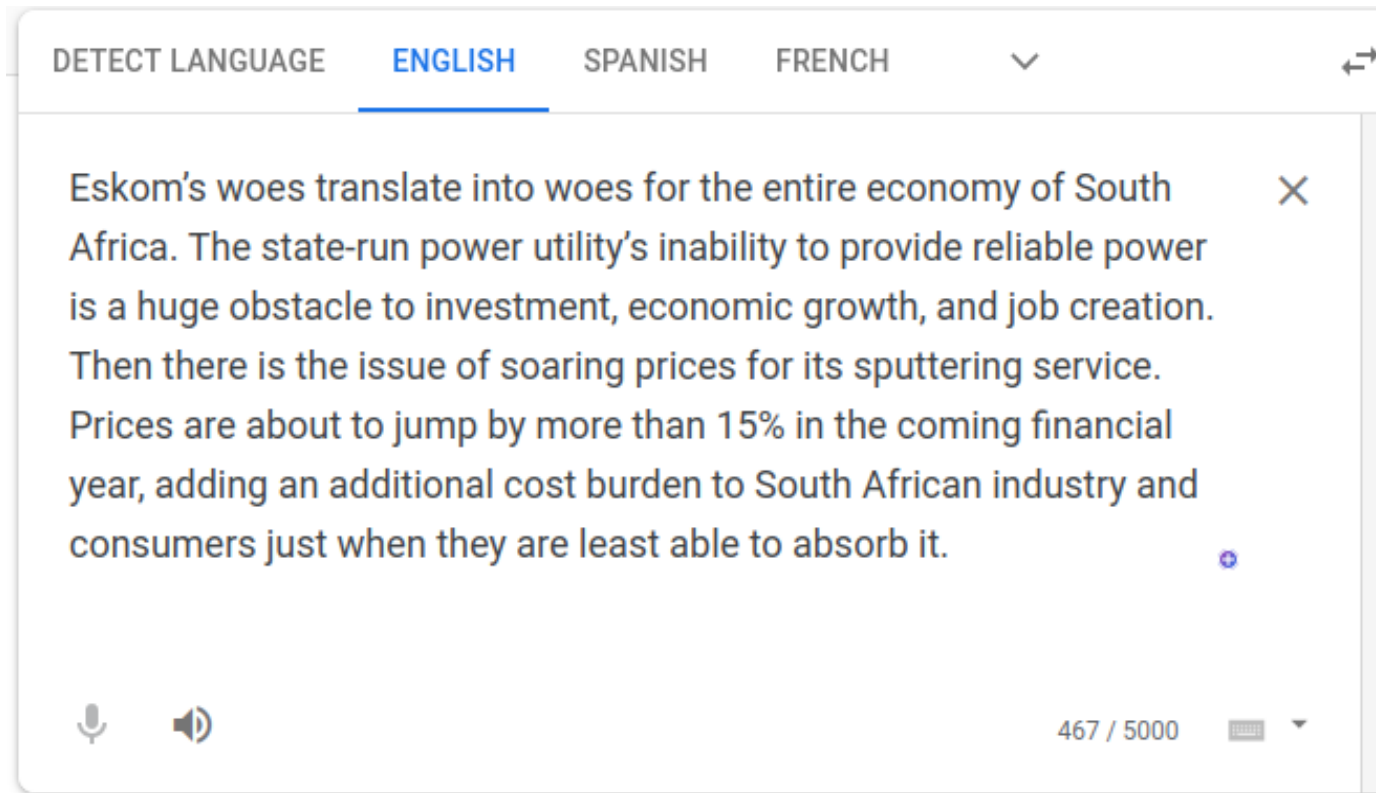 DETECT LANGUAGE ENGLISH SPANISH FRENCH
Eskom’s woes translate into woes for the entire economy of South
Africa. The state-run power utility’s inability to provide reliable power
is a huge obstacle to investment, economic growth, and job creation.
Then there is the issue of soaring prices for its sputtering service.
Prices are about to jump by more than 15% in the coming financial
year, adding an additional cost burden to South African industry and
consumers just when they are least able to absorb it.
467 / 5000